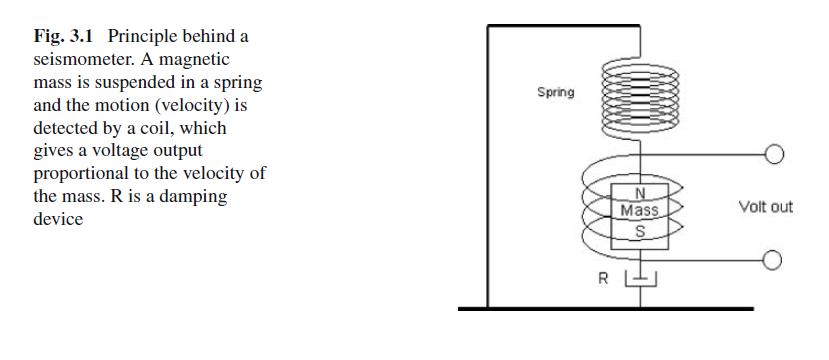 Fig. 3.1 Principle behind a
seismometer. A magnetic
mass is suspended in a spring
and the motion (velocity) is
detected by a coil, which
gives a voltage output
proportional to the velocity of
the mass. R is a damping
device
Spring
N
Mass
S
Volt out
R